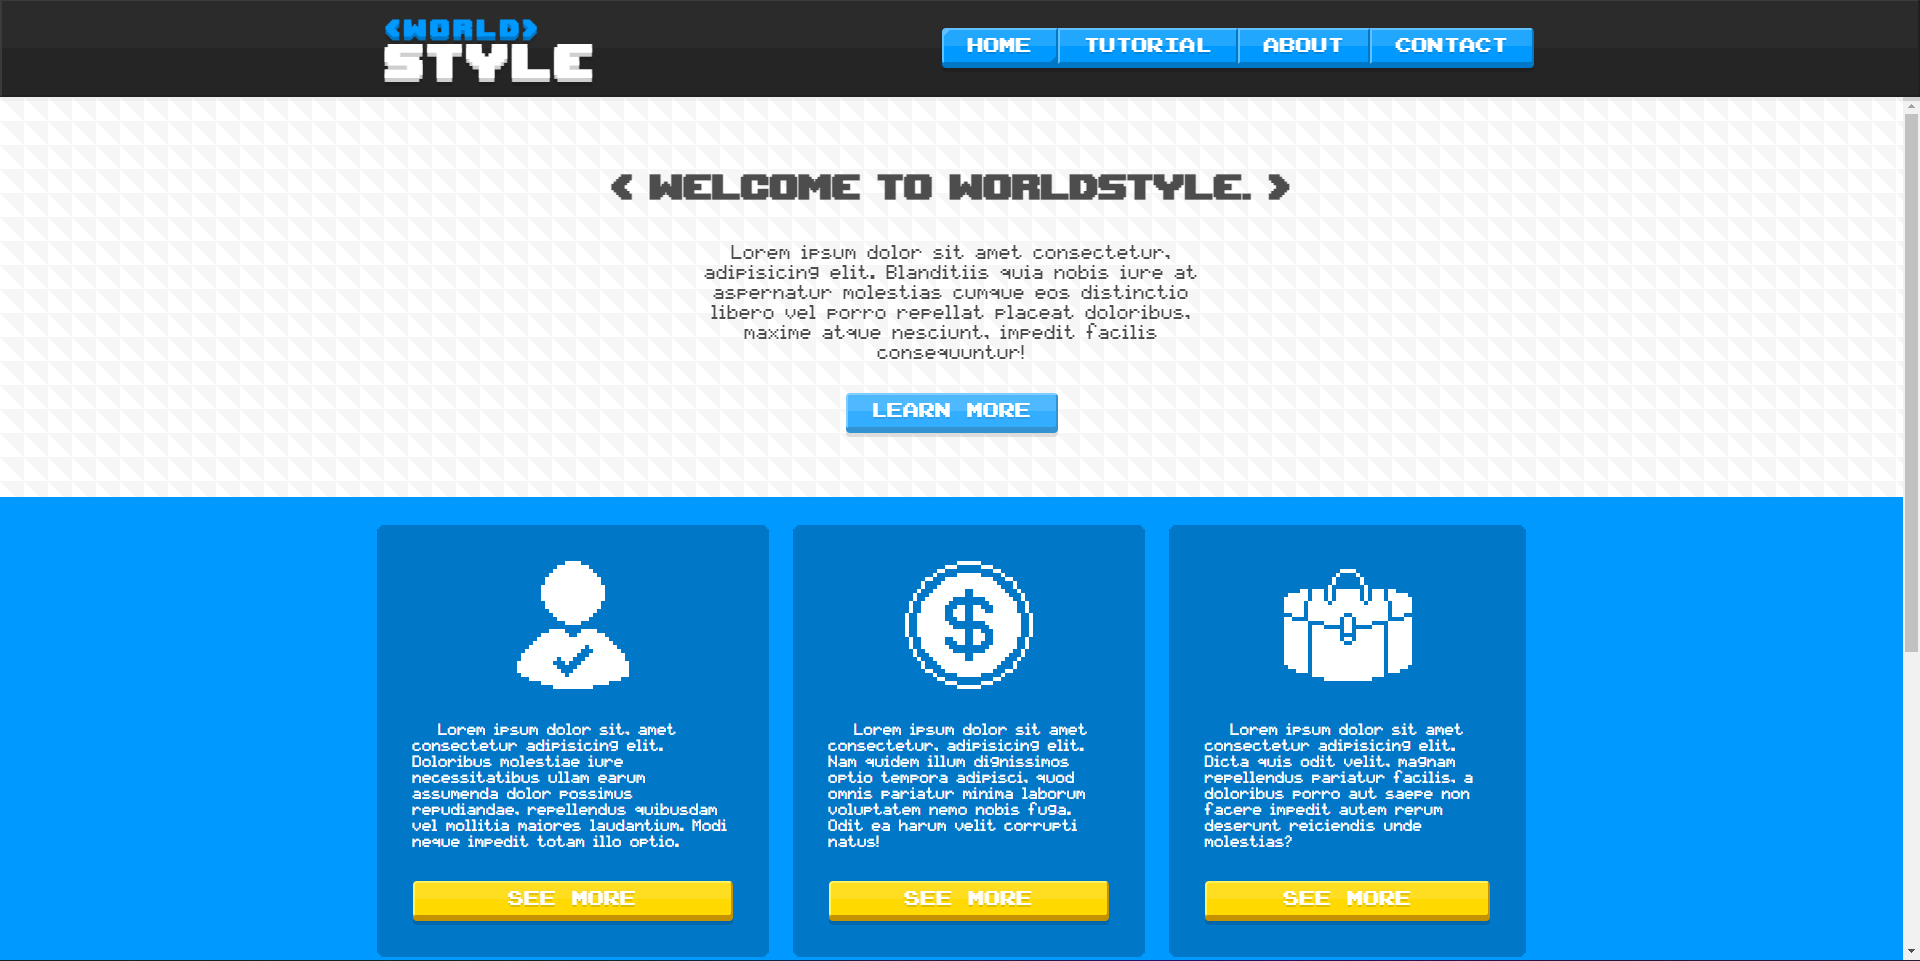 <WORLD>
STYLE
HOME TUTORIAL ABOUT CONTACT
< WELCOME TO WORLDSTYLE. >
Lorem ipsum dolor sit amet consectetur,
adipisicing elit. Blanditiis quia nobis iure at
aspernatur molestias cumque eos distinctio
libero vel porro repellat placeat doloribus,
maxime atque nesciunt, impedit facilis
consequuntur!
LEARN MORE
Lorem ipsum dolor sit, amet
consectetur adipisicing elit.
Doloribus molestiae iure
necessitatibus ullam earum
assumenda dolor possimus
repudiandae, repellendus quibusdam
vel mollitia maiores laudantium. Modi
neque impedit totam illo optio.
SEE MORE
Lorem ipsum dolor sit amet
consectetur, adipisicing elit.
Nam quidem illum dignissimos
optio tempora adipisci, quod
omnis pariatur minima laborum
voluptatem nemo nobis fuga.
Odit ea harum velit corrupti
natus!
SEE MORE
Lorem ipsum dolor sit amet
consectetur adipisicing elit.
Dicta quis odit velit, magnam
repellendus pariatur facilis, a
doloribus porro aut saepe non
facere impedit autem rerum
deserunt reiciendis unde
molestias?
SEE MORE